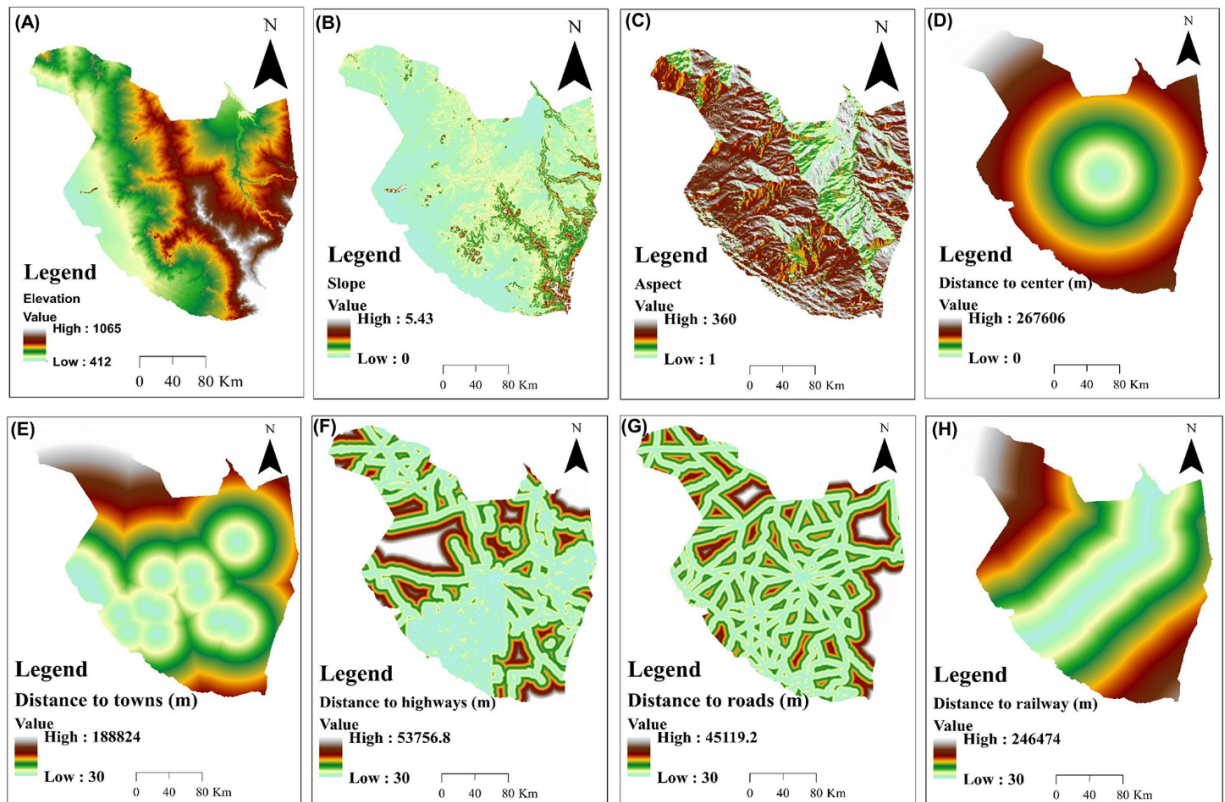 (A)
N
Legend
Elevation
Value
High : 1065
Low : 412
0 40 80 Km
(B)
N
Legend
Slope
Value
High : 5.43
Low : 0
0 40 80 Km
(C)
N
Legend
Aspect
Value
High : 360
Low : 1
0 40 80 Km
(D)
N
Legend
Distance to center (m)
Value
High : 267606
Low : 0
0 40 80 Km
(E)
N
Legend
Distance to towns (m)
Value
High : 188824
Low : 30
0 40 80 Km
(F)
N
Legend
Distance to highways (m)
Value
High : 53756.8
Low : 30
0 40 80 Km
(G)
N
Legend
Distance to roads (m)
Value
High : 45119.2
Low : 30
0 40 80 Km
(H)
N
Legend
Distance to railway (m)
Value
High : 246474
Low : 30
0 40 80 Km